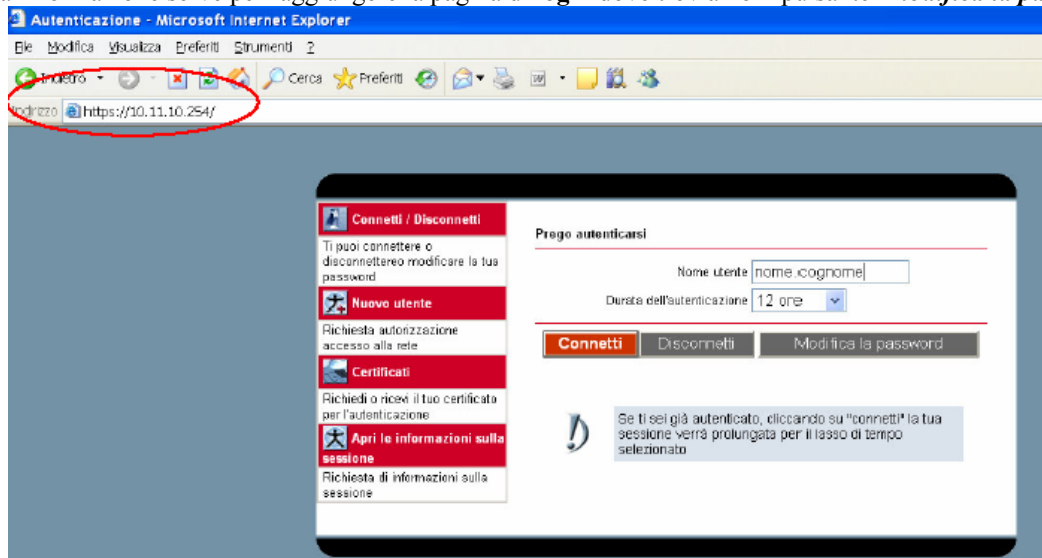 Autenticazione - Microsoft Internet Explorer
File Modifica Visualizza Preferiti Strumenti ?
Indietro Cerca Preferiti
Indirizzo https://10.11.10.254/
Connetti / Disconnetti
Ti puoi connettere o
disconnettereo modificare la tua
password
Nuovo utente
Richiesta autorizzazione
accesso alla rete
Certificati
Richiedi o ricevi il tuo certificato
per l'autenticazione
Apri le informazioni sulla
sessione
Richiesta di informazioni sulla
sessione
Prego autenticarsi
Nome utente nome.cognome
Durata dell'autenticazione 12 ore
Connetti Disconnetti Modifica la password
Se ti sei già autenticato, cliccando su "connetti" la tua
sessione verrà prolungata per il lasso di tempo
selezionato